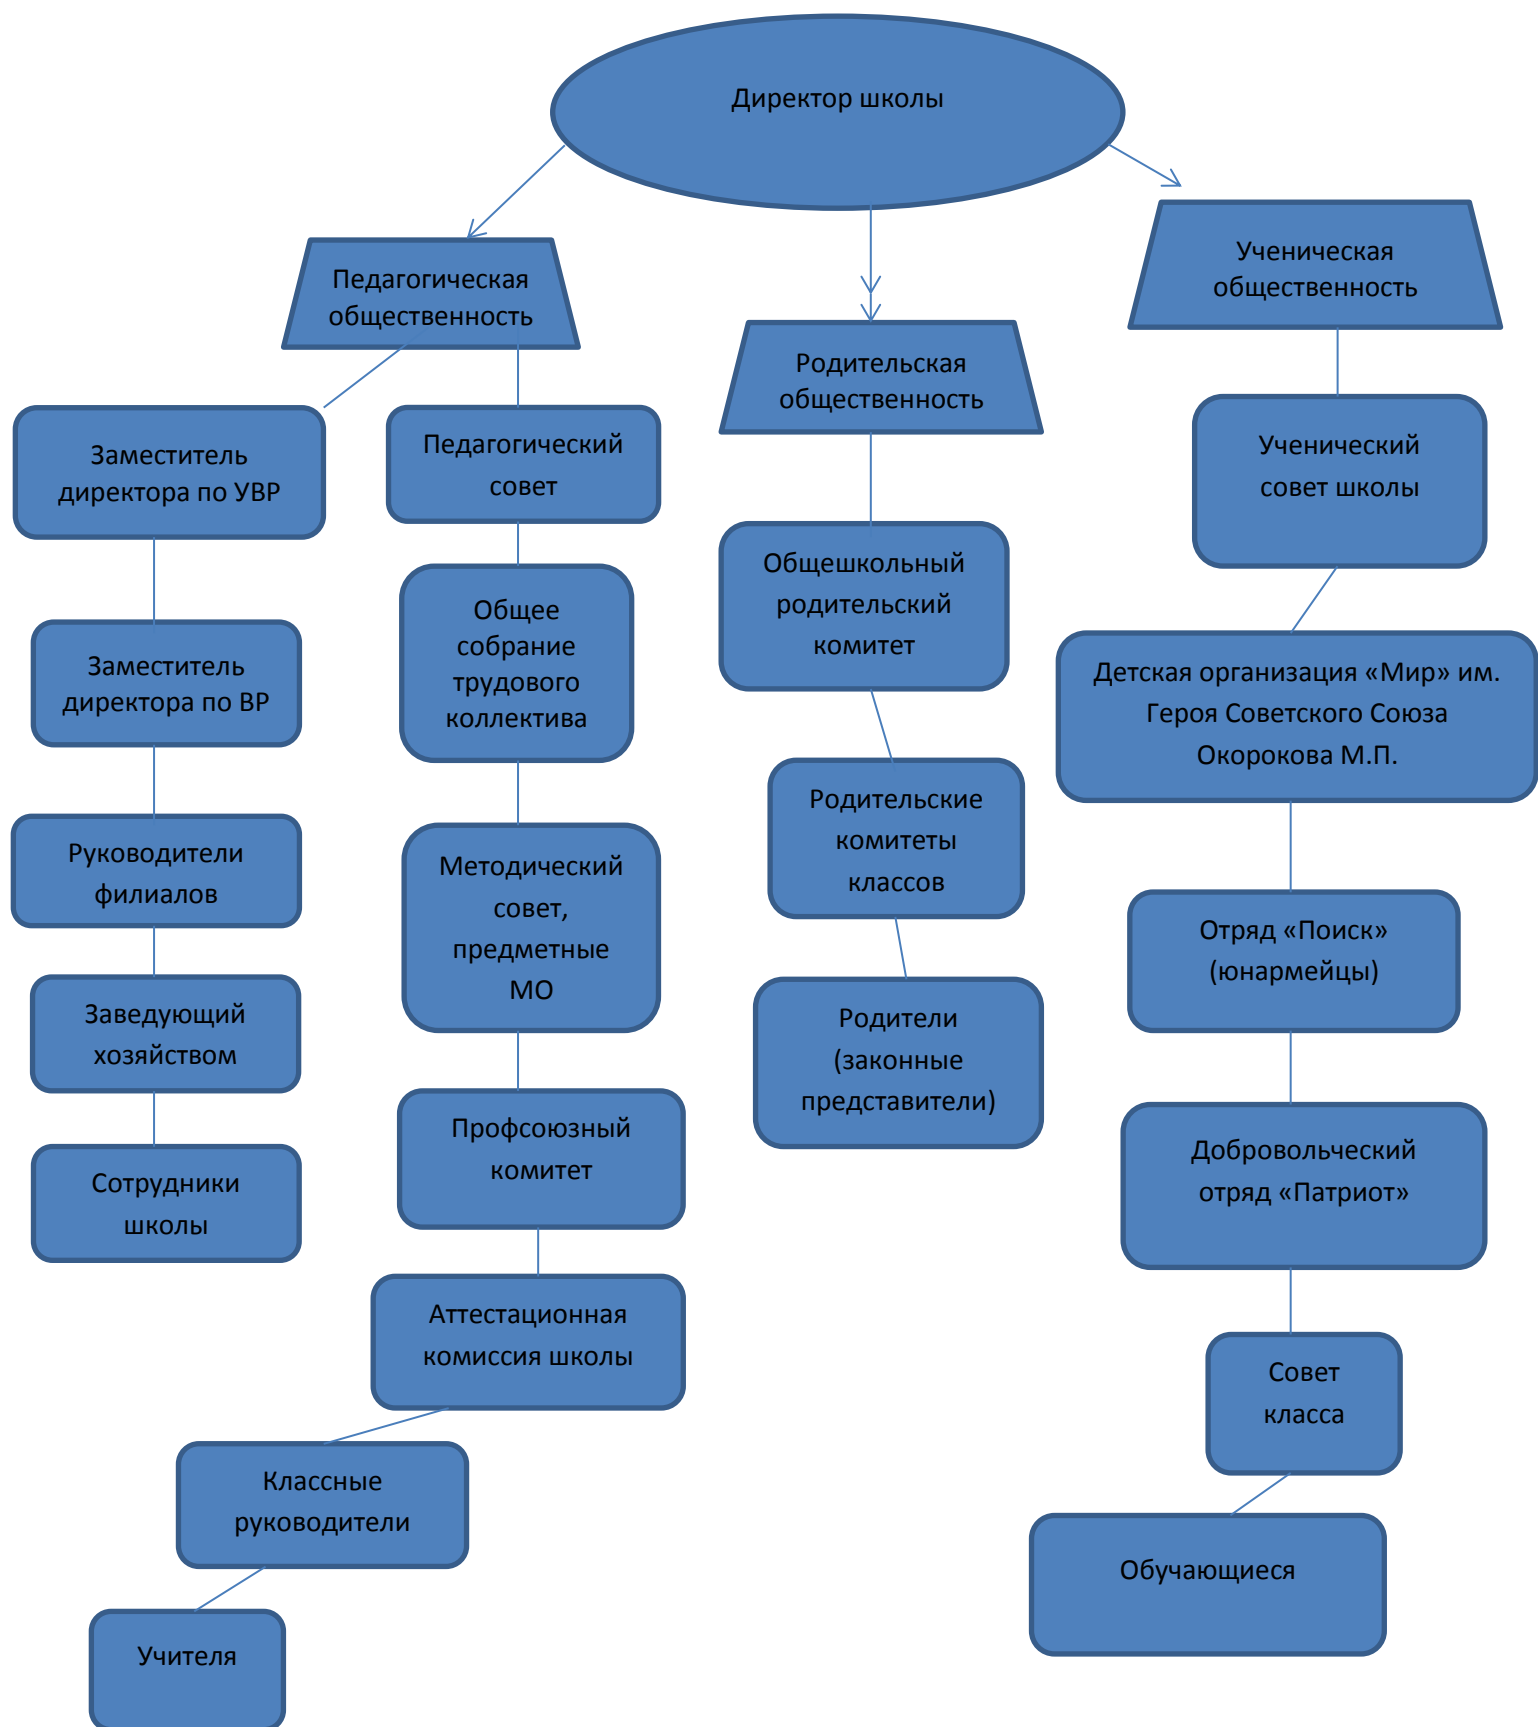 Директор школы
Педагогическая
общественность
Родительская
общественность
Ученическая
общественность
Заместитель
директора по УВР
Заместитель
директора по ВР
Руководители
филиалов
Заведующий
хозяйством
Сотрудники
школы
Педагогический
совет
Общее
собрание
трудового
коллектива
Методический
совет,
предметные
МО
Профсоюзный
комитет
Аттестационная
комиссия школы
Классные
руководители
Учителя
Общешкольный
родительский
комитет
Родительские
комитеты
классов
Родители
(законные
представители)
Ученический
совет школы
Детская организация «Мир» им.
Героя Советского Союза
Окорокова М.П.
Отряд «Поиск»
(юнармейцы)
Добровольческий
отряд «Патриот»
Совет
класса
Обучающиеся